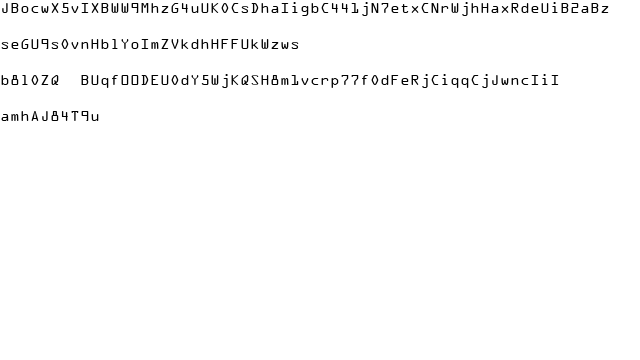 JBocwX5vIXBWW9MhzG4uUK0CsDhaIigbC441jN7etxCNrWjhHaxRdeUiB2aBz
seGU9s0vnHblYoImZVkdhHFFUkWzws
b8l0ZQ  BUqf□□DEU0dY5WjKQSH8m1vcrp77f0dFeRjCiqqCjJwncIiI
amhAJ84T9u